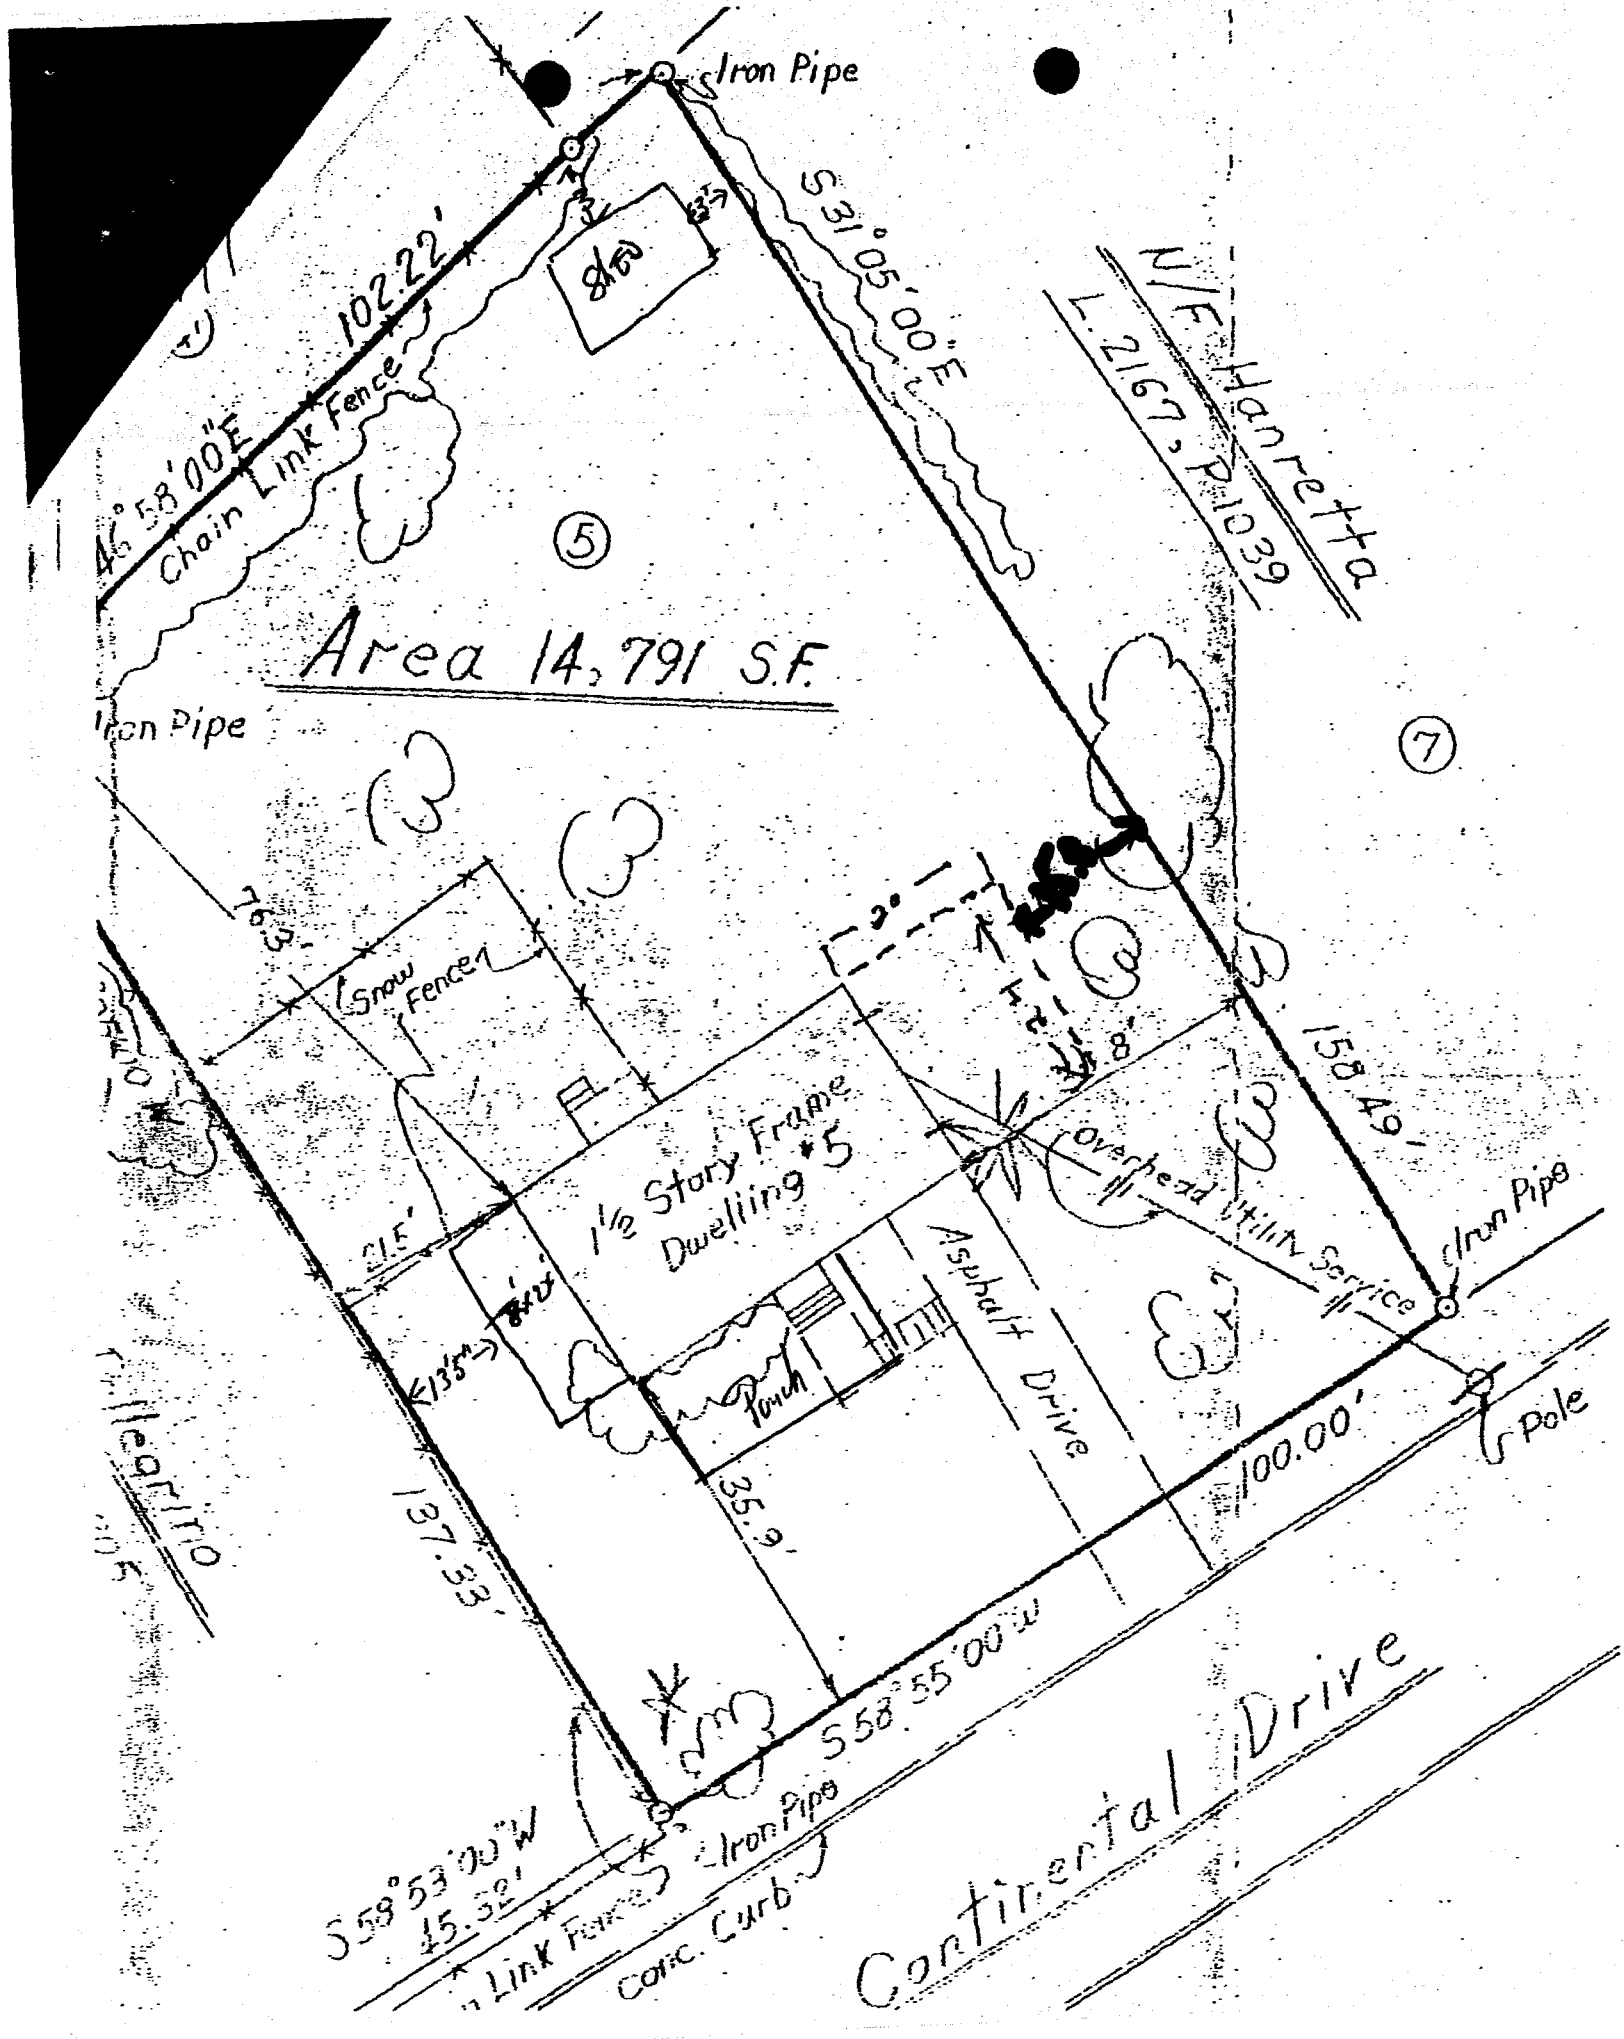 Iron Pipe
S 31° 05' 00" E
102.22'
Shed
N/F Hanretta
L. 2167, P. 1039
46° 58' 00" E
Chain Link Fence
5
Area 14,791 S.F.
Iron Pipe
7
76.3'
Snow
Fence
20
8'
158.49'
1 1/2 Story Frame
Dwelling #5
Overhead Utility Service
Iron Pipe
21.5'
Asphalt Drive
13'5"
Porch
Pole
100.00'
35.9'
137.33'
S 58° 55' 00" W
Continental Drive
Iron Pipe
S 58° 53' 00" W
Link Fence
Conc. Curb